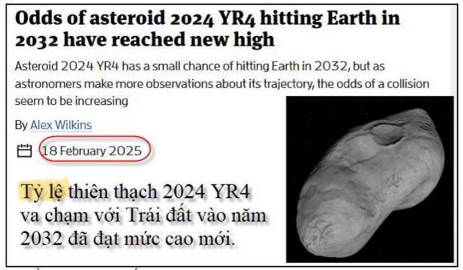 Odds of asteroid 2024 YR4 hitting Earth in
2032 have reached new high
Asteroid 2024 YR4 has a small chance of hitting Earth in 2032, but as
astronomers make more observations about its trajectory, the odds of a collision
seem to be increasing
By Alex Wilkins
18 February 2025
Tỷ lệ thiên thạch 2024 YR4
va chạm với Trái đất vào năm
2032 đã đạt mức cao mới.